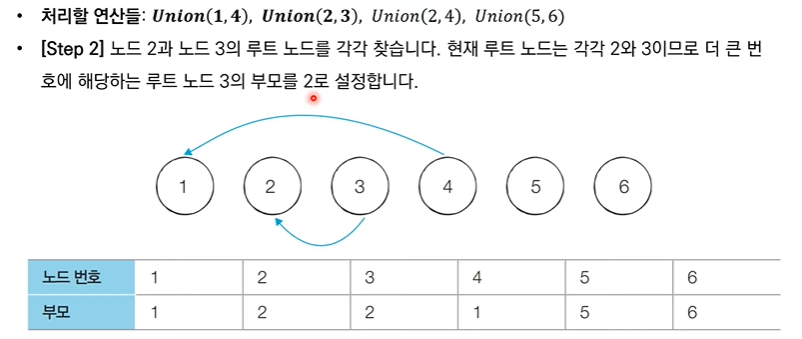 • 처리할 연산들: Union(1, 4), Union(2, 3), Union(2, 4), Union(5, 6)
• [Step 2] 노드 2과 노드 3의 루트 노드를 각각 찾습니다. 현재 루트 노드는 각각 2와 3이므로 더 큰 번
호에 해당하는 루트 노드 3의 부모를 2로 설정합니다.
1 2 3 4 5 6
노드 번호 1 2 3 4 5 6
부모 1 2 2 1 5 6